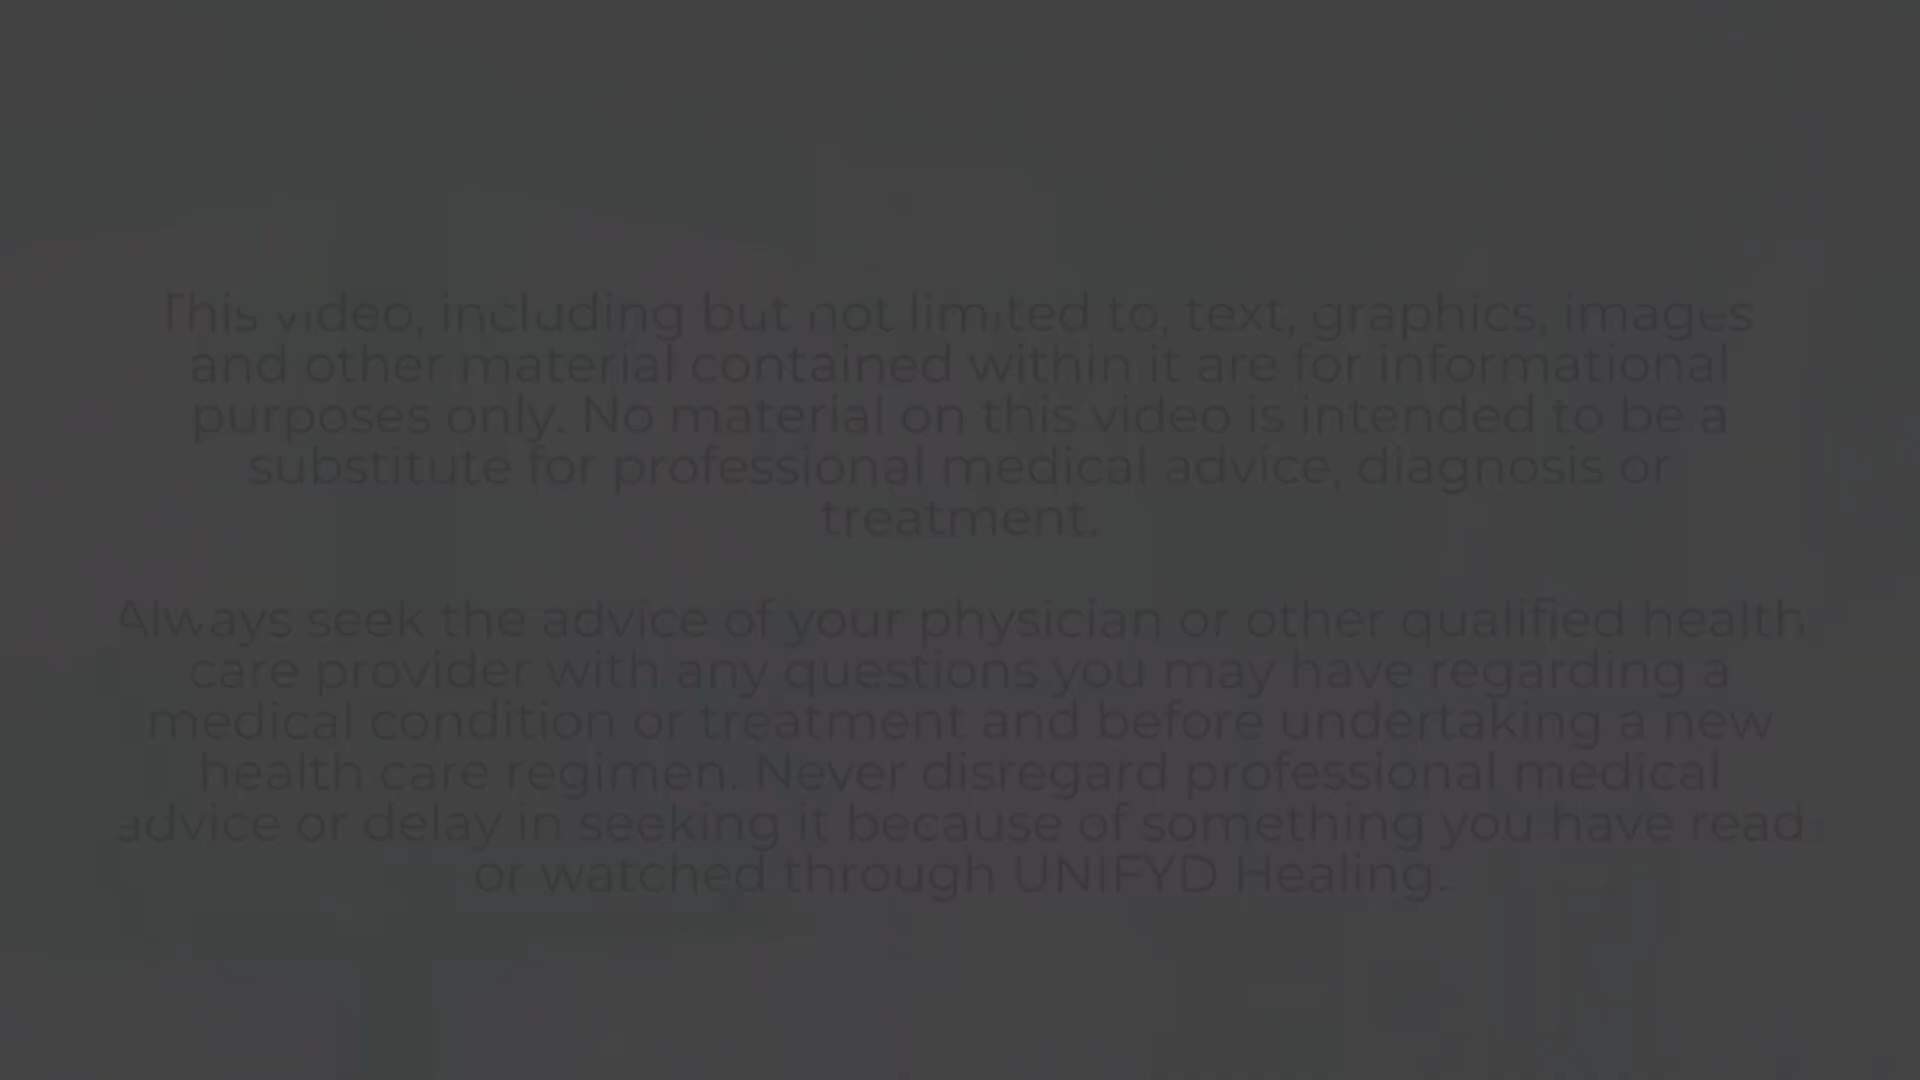 This video, including but not limited to, text, graphics, images
and other material contained within it are for informational
purposes only. No material on this video is intended to be a
substitute for professional medical advice, diagnosis or
treatment.
Always seek the advice of your physician or other qualified health
care provider with any questions you may have regarding a
medical condition or treatment and before undertaking a new
health care regimen. Never disregard professional medical
advice or delay in seeking it because of something you have read
or watched through UNIFYD Healing.